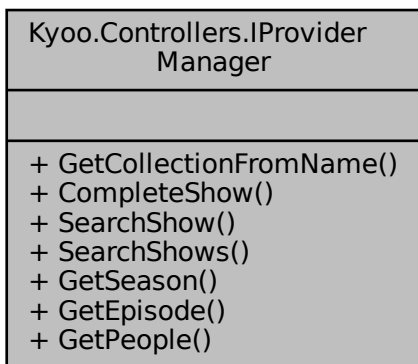 Kyoo.Controllers.IProvider
Manager
+ GetCollectionFromName()
+ CompleteShow()
+ SearchShow()
+ SearchShows()
+ GetSeason()
+ GetEpisode()
+ GetPeople()